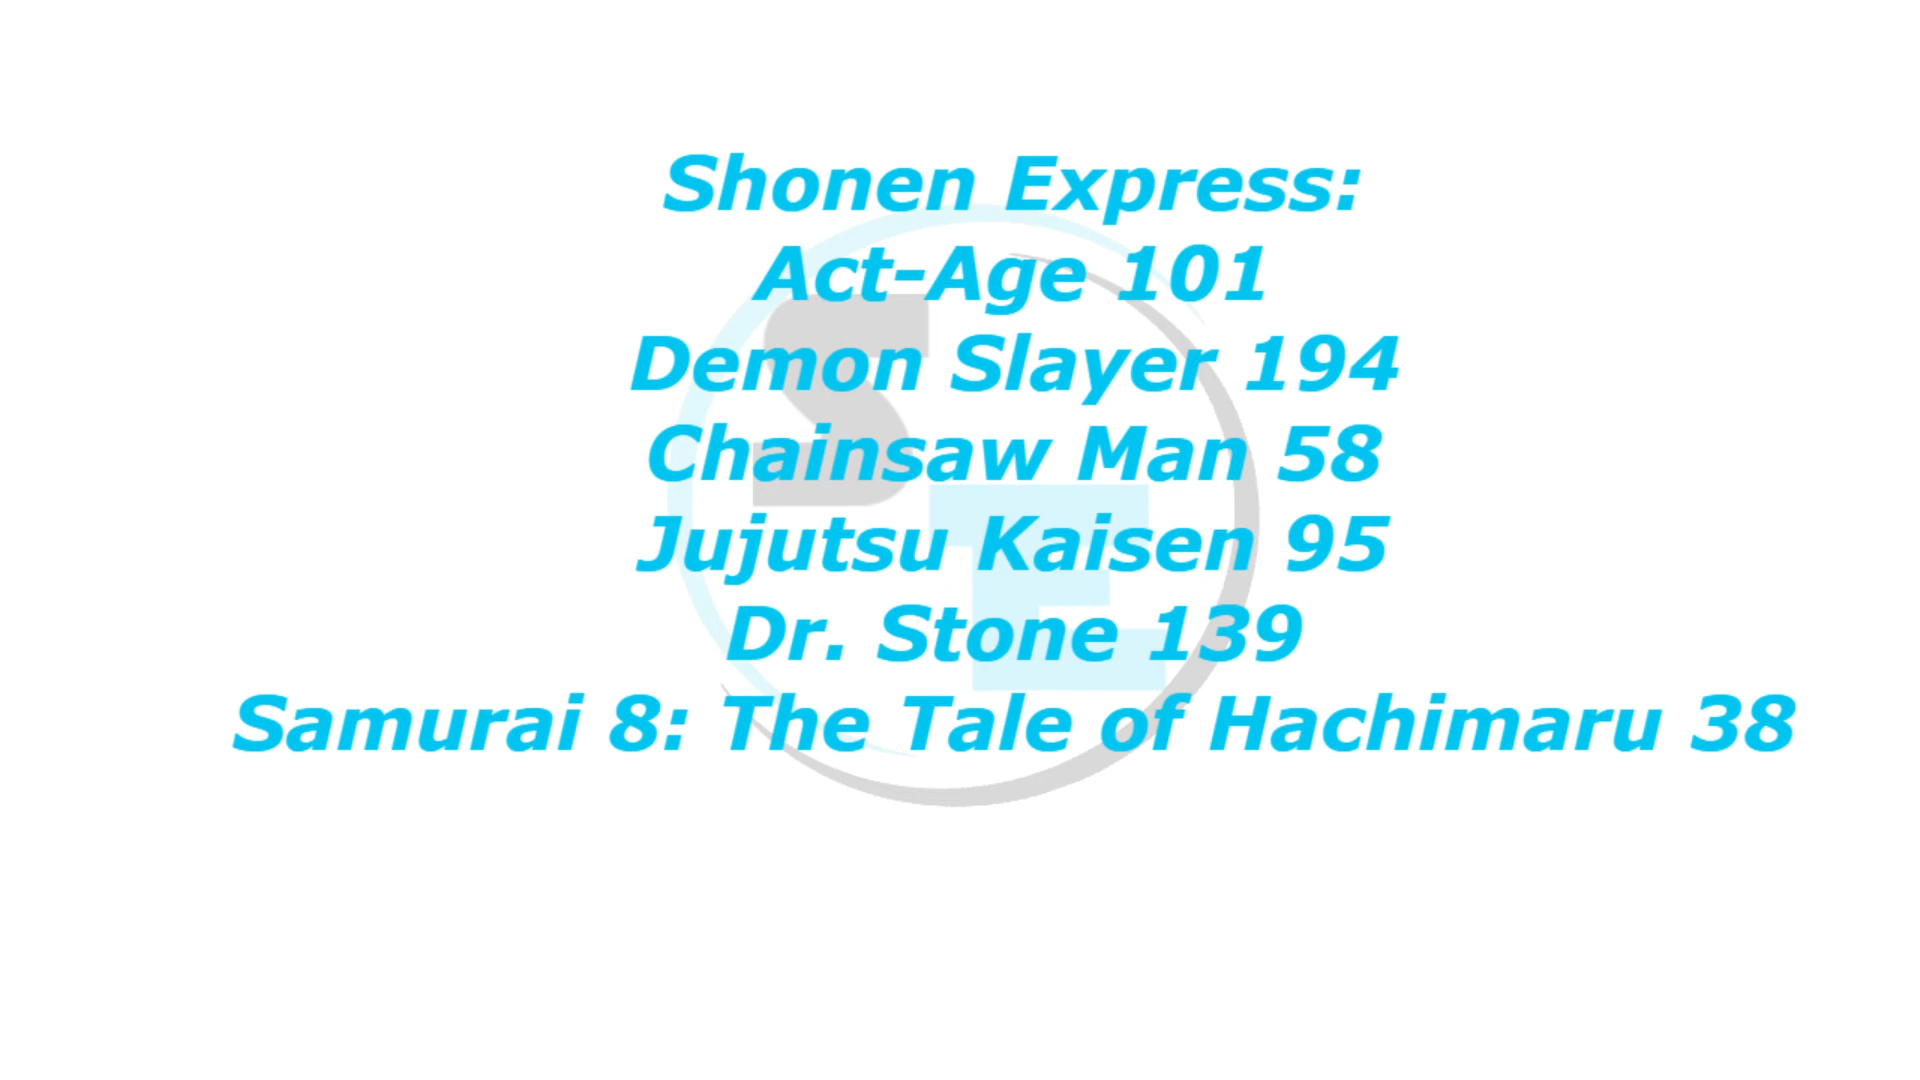 Shonen Express:
Act-Age 101
Demon Slayer 194
Chainsaw Man 58
Jujutsu Kaisen 95
Dr. Stone 139
Samurai 8: The Tale of Hachimaru 38
SE